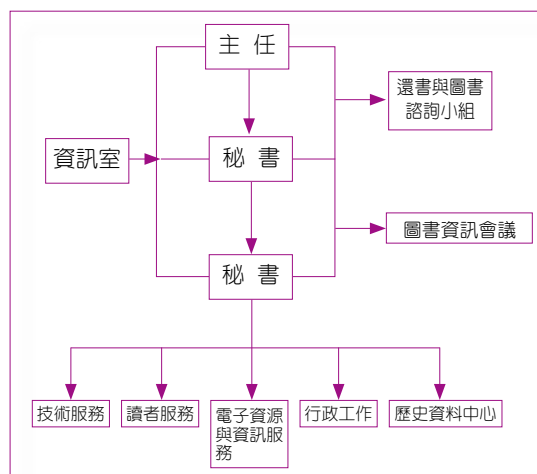 主 任
還書與圖書
諮詢小組
資訊室
秘 書
圖書資訊會議
秘 書
技術服務
讀者服務
電子資源
與資訊服
務
行政工作
歷史資料中心